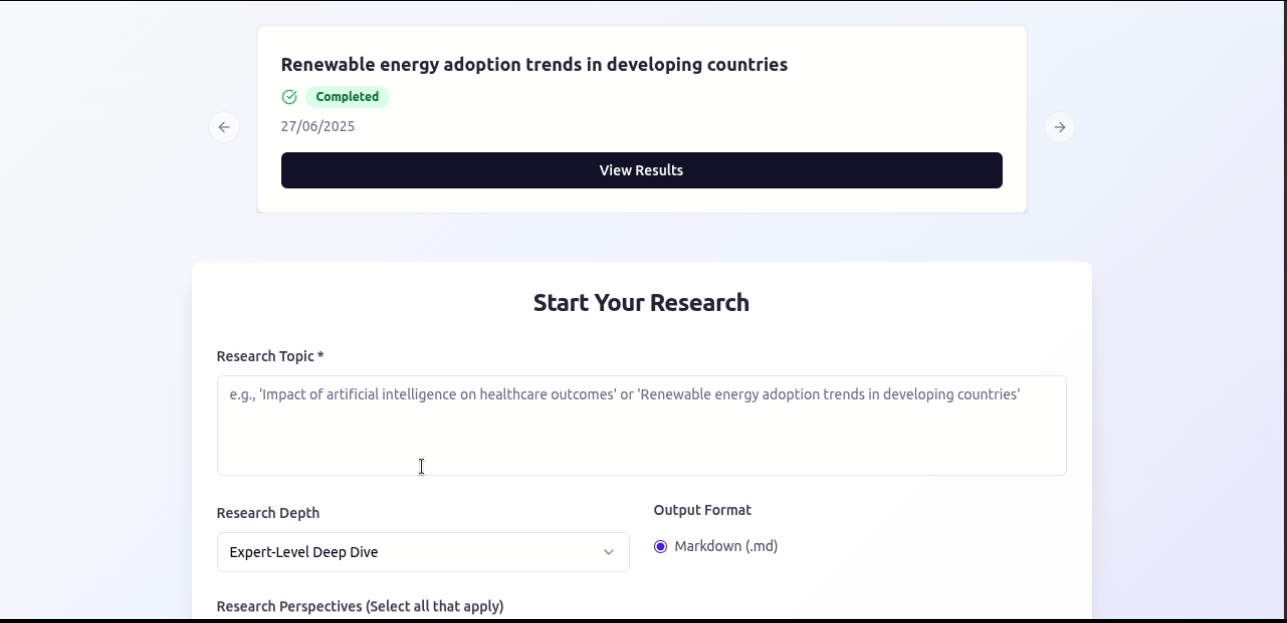 Renewable energy adoption trends in developing countries
Completed
27/06/2025
View Results
Start Your Research
Research Topic *
e.g., 'Impact of artificial intelligence on healthcare outcomes' or 'Renewable energy adoption trends in developing countries'
Research Depth
Output Format
Expert-Level Deep Dive
Markdown (.md)
Research Perspectives (Select all that apply)